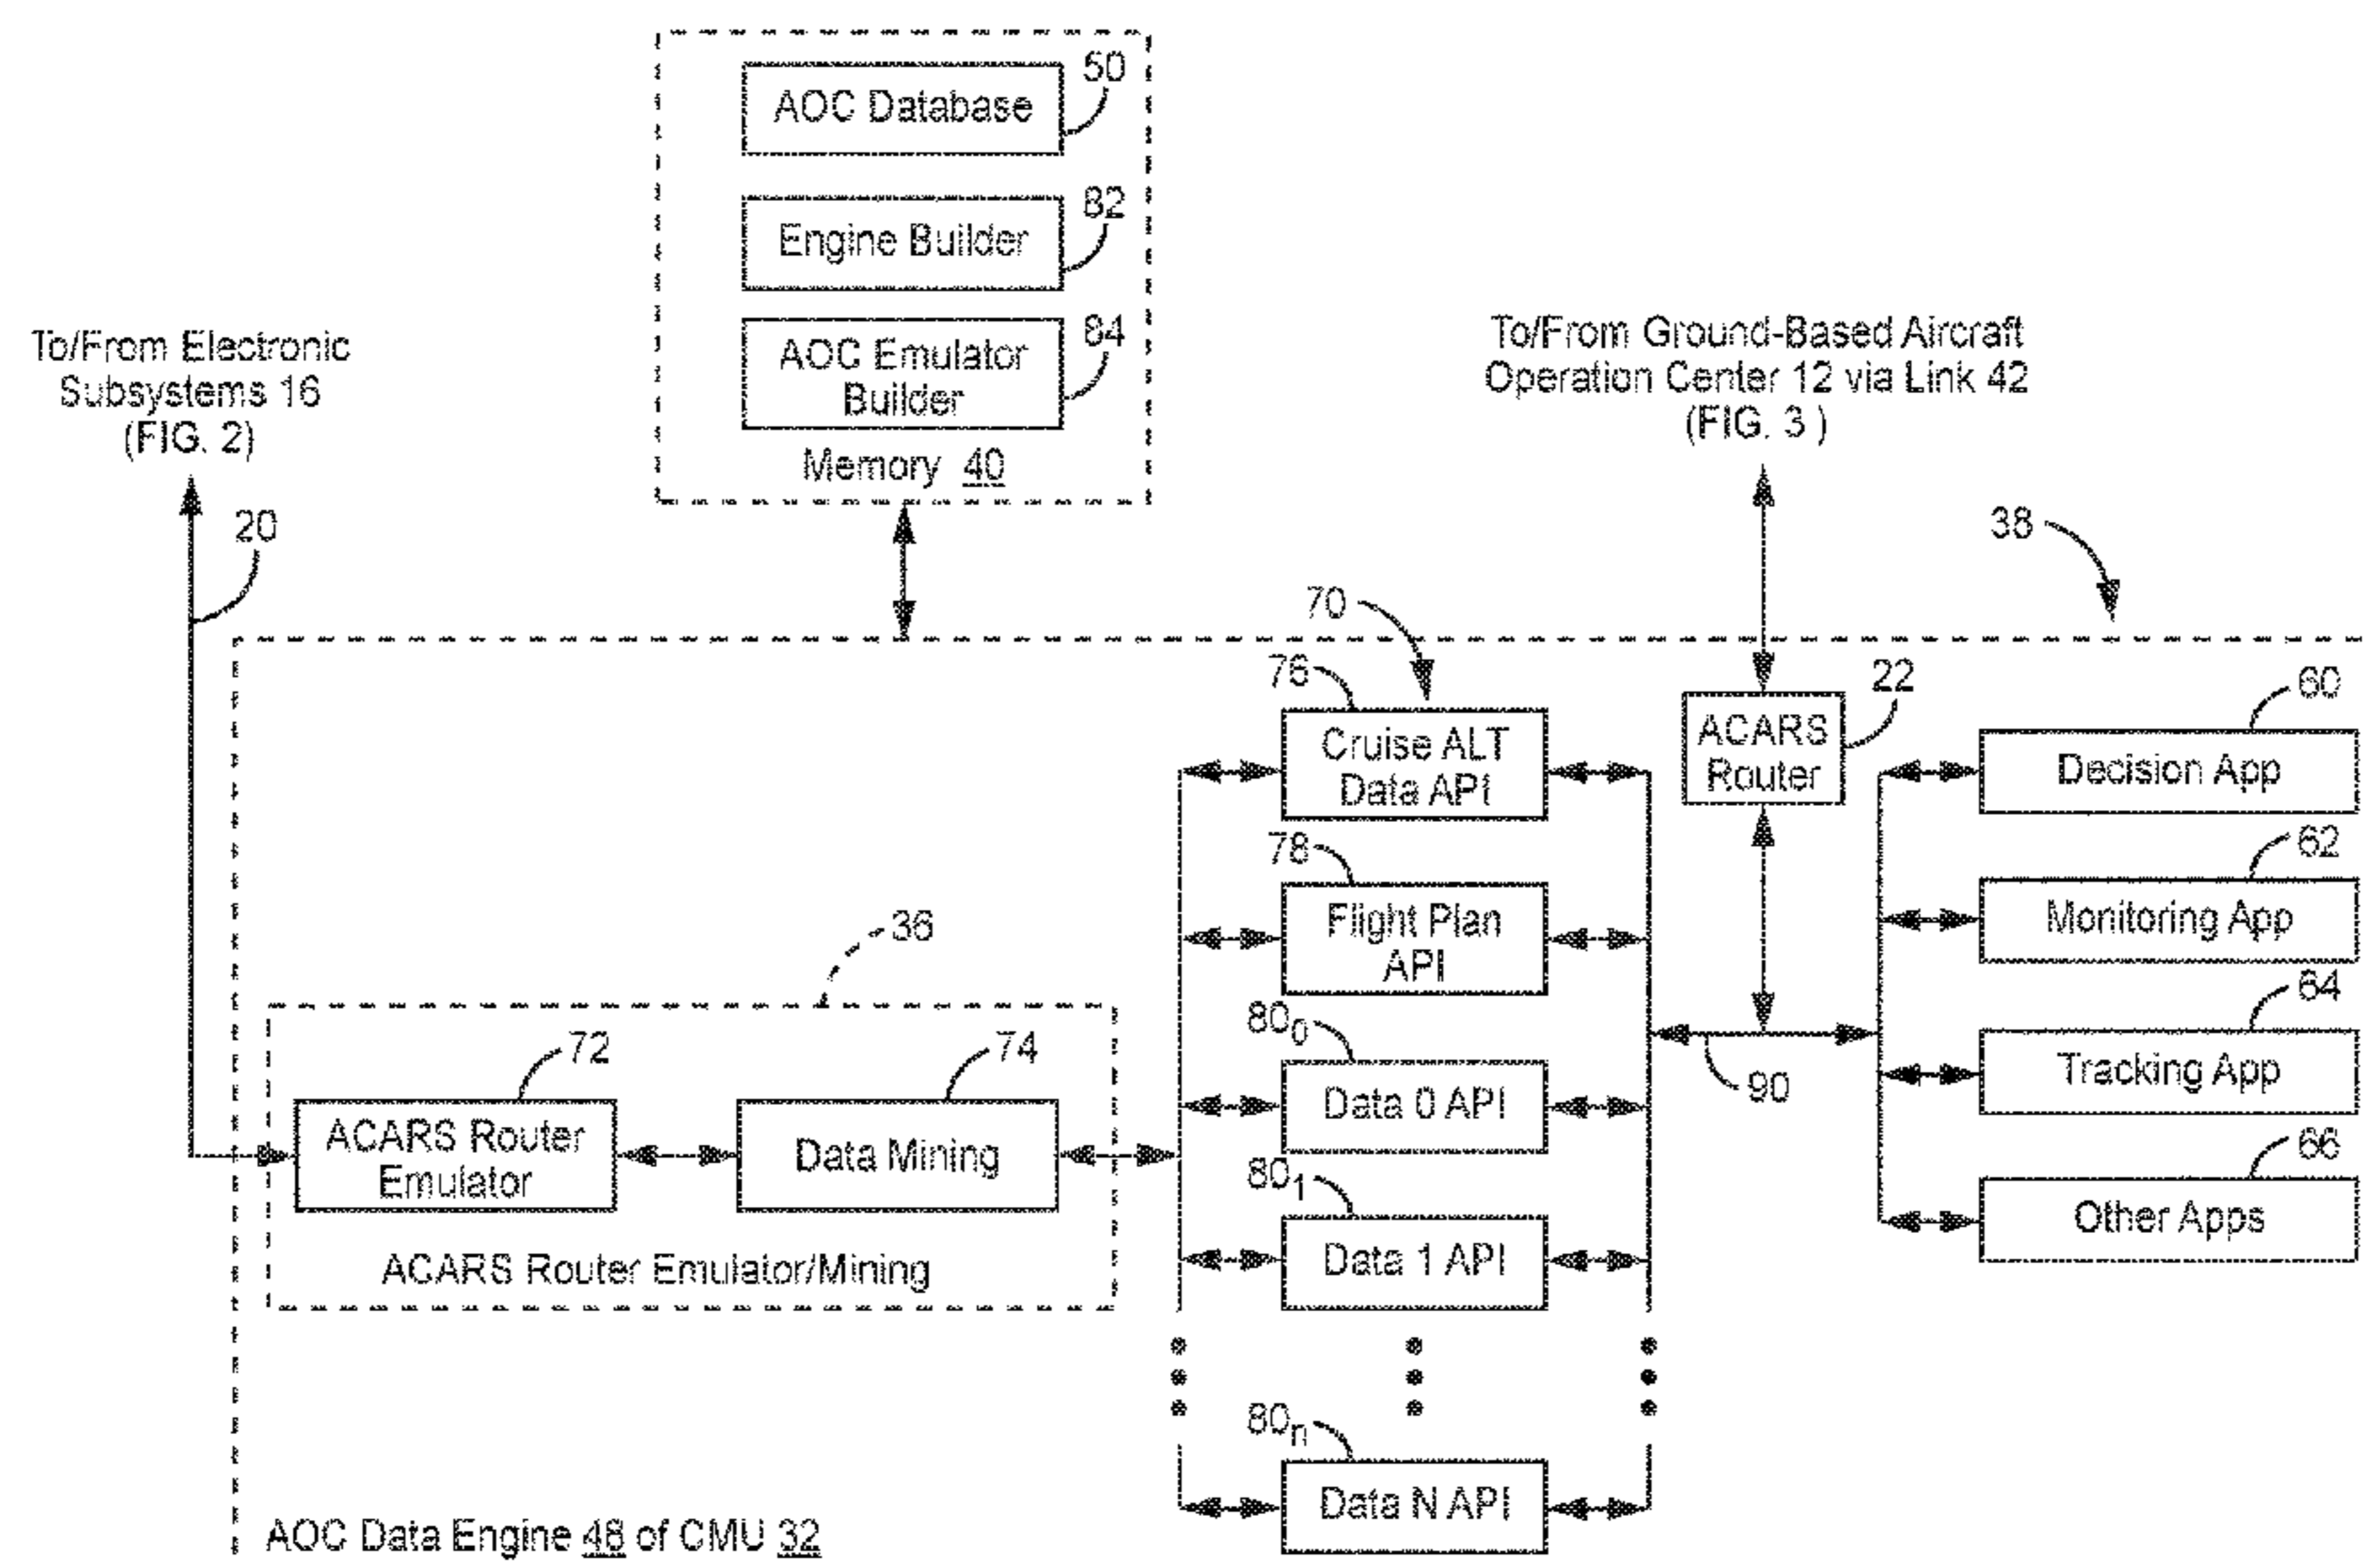 AOC Database
50
Engine Builder
82
AOC Emulator
Builder
84
Memory 40
To/From Electronic
Subsystems 16
(FIG. 2)
20
To/From Ground-Based Aircraft
Operation Center 12 via Link 42
(FIG. 3 )
38
70
76
Cruise ALT
Data API
22
ACARS
Router
60
Decision App
78
Flight Plan
API
62
Monitoring App
36
80₀
Data 0 API
90
64
Tracking App
72
ACARS Router
Emulator
74
Data Mining
ACARS Router Emulator/Mining
80₁
Data 1 API
66
Other Apps
80ₙ
Data N API
AOC Data Engine 48 of CMU 32